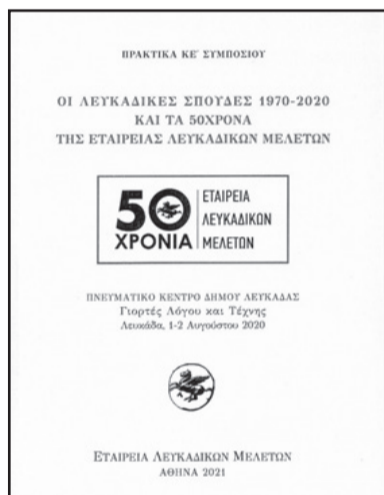 ΠΡΑΚΤΙΚΑ ΚΕ΄ ΣΥΜΠΟΣΙΟΥ
ΟΙ ΛΕΥΚΑΔΙΚΕΣ ΣΠΟΥΔΕΣ 1970-2020
ΚΑΙ ΤΑ 50ΧΡΟΝΑ
ΤΗΣ ΕΤΑΙΡΕΙΑΣ ΛΕΥΚΑΔΙΚΩΝ ΜΕΛΕΤΩΝ
50
ΧΡΟΝΙΑ
ΕΤΑΙΡΕΙΑ
ΛΕΥΚΑΔΙΚΩΝ
ΜΕΛΕΤΩΝ
ΠΝΕΥΜΑΤΙΚΟ ΚΕΝΤΡΟ ΔΗΜΟΥ ΛΕΥΚΑΔΑΣ
Γιορτές Λόγου και Τέχνης
Λευκάδα, 1-2 Αυγούστου 2020
ΕΤΑΙΡΕΙΑ ΛΕΥΚΑΔΙΚΩΝ ΜΕΛΕΤΩΝ
ΑΘΗΝΑ 2021